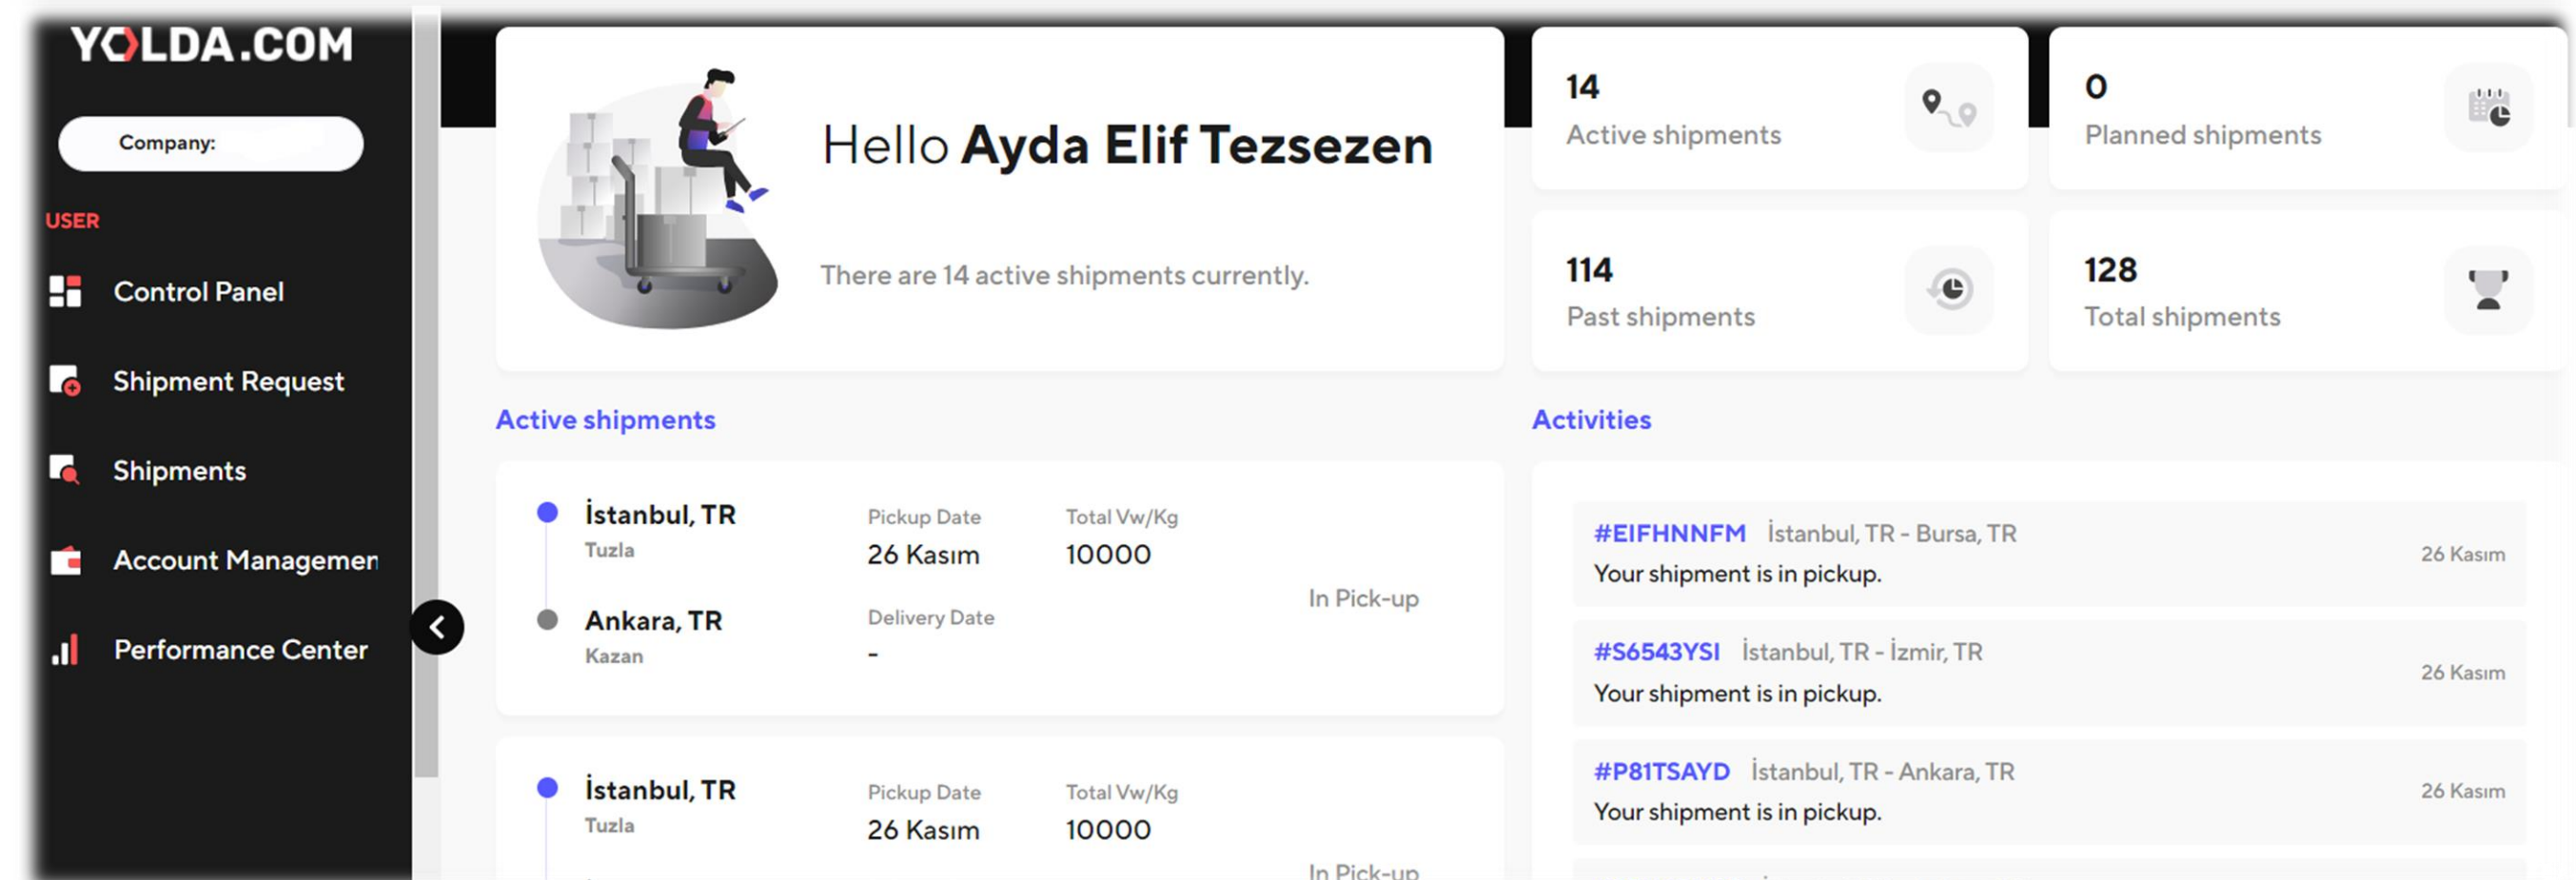 YOLDA.COM
Company:
USER
Control Panel
Shipment Request
Shipments
Account Managemen
Performance Center
Hello Ayda Elif Tezsezen
There are 14 active shipments currently.
14
Active shipments
0
Planned shipments
114
Past shipments
128
Total shipments
Active shipments
İstanbul, TR
Tuzla
Pickup Date
26 Kasım
Total Vw/Kg
10000
In Pick-up
Ankara, TR
Kazan
Delivery Date
-
İstanbul, TR
Tuzla
Pickup Date
26 Kasım
Total Vw/Kg
10000
In Pick-up
Activities
#EIFHNNFM İstanbul, TR - Bursa, TR
Your shipment is in pickup.
26 Kasım
#S6543YSI İstanbul, TR - İzmir, TR
Your shipment is in pickup.
26 Kasım
#P81TSAYD İstanbul, TR - Ankara, TR
Your shipment is in pickup.
26 Kasım